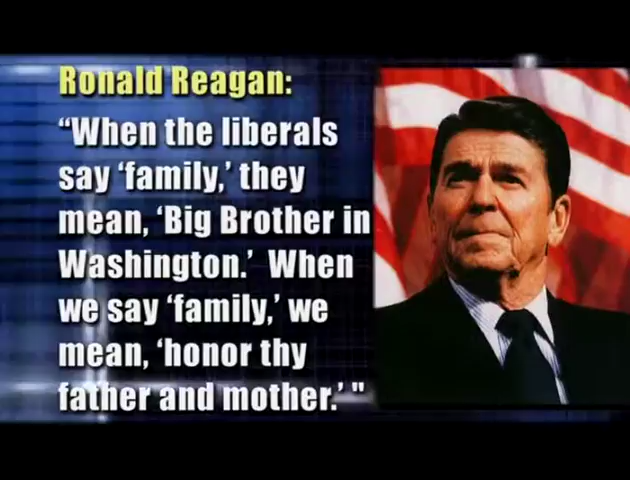 Ronald Reagan:
“When the liberals
say ‘family,’ they
mean, ‘Big Brother in
Washington.’ When
we say ‘family,’ we
mean, ‘honor thy
father and mother.’ "